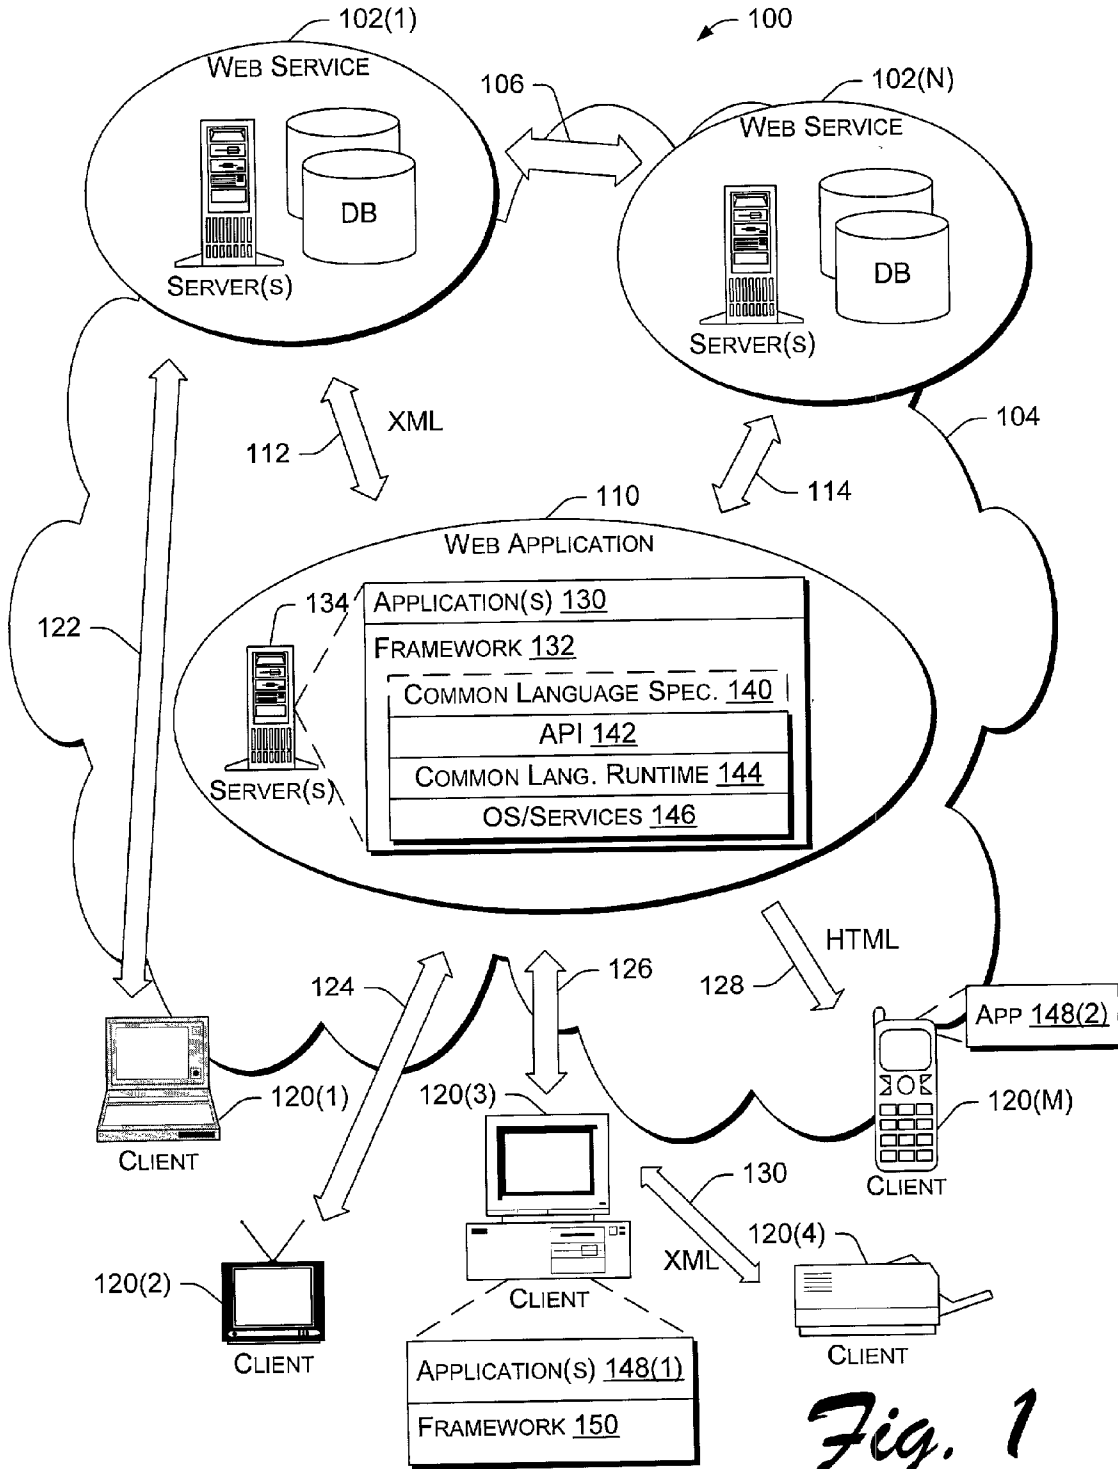 102(1)
100
WEB SERVICE
106
102(N)
WEB SERVICE
DB
SERVER(S)
DB
SERVER(S)
XML
112
104
114
110
WEB APPLICATION
134
APPLICATION(S) 130
FRAMEWORK 132
122
COMMON LANGUAGE SPEC. 140
API 142
COMMON LANG. RUNTIME 144
SERVER(S)
OS/SERVICES 146
HTML
124
126
128
APP 148(2)
120(1)
120(3)
120(M)
CLIENT
130
CLIENT
120(4)
XML
120(2)
CLIENT
CLIENT
CLIENT
APPLICATION(S) 148(1)
FRAMEWORK 150
Fig. 1